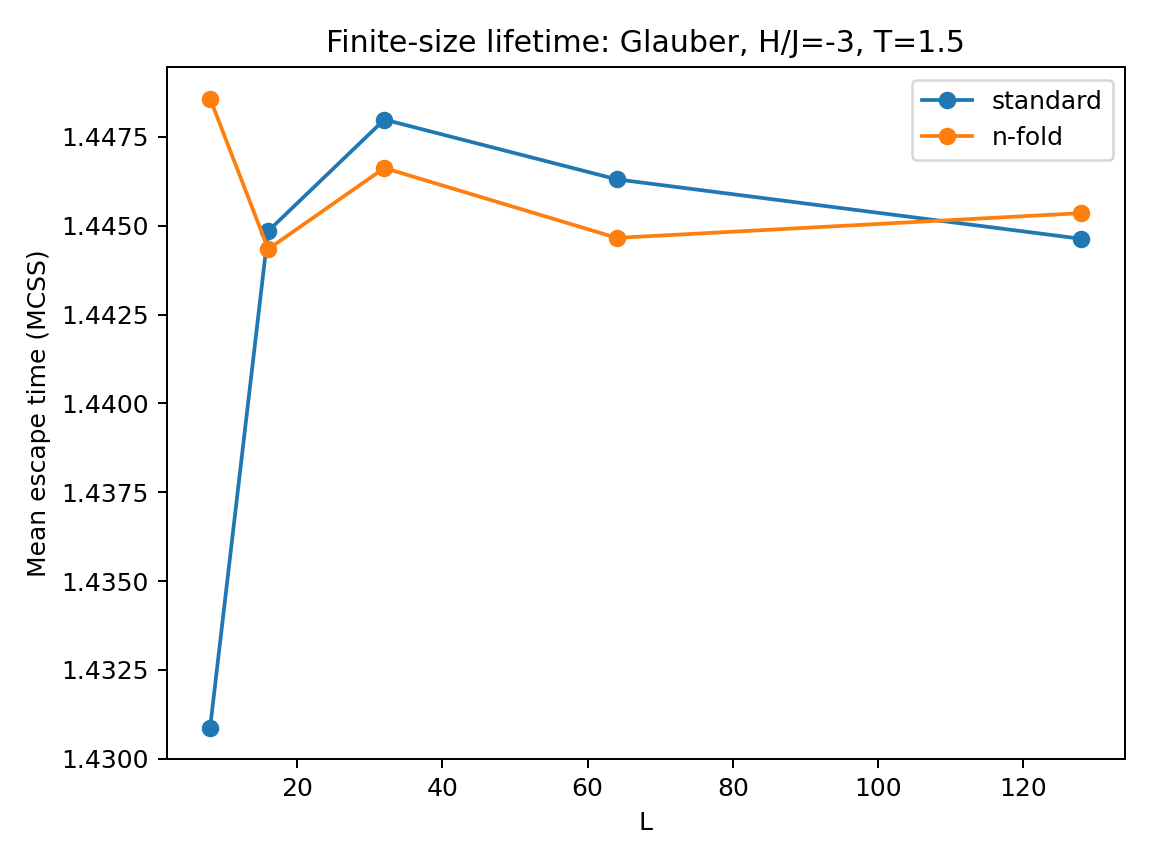 Finite-size lifetime: Glauber, H/J=-3, T=1.5
standard
n-fold
Mean escape time (MCSS)
1.4475
1.4450
1.4425
1.4400
1.4375
1.4350
1.4325
1.4300
20 40 60 80 100 120
L